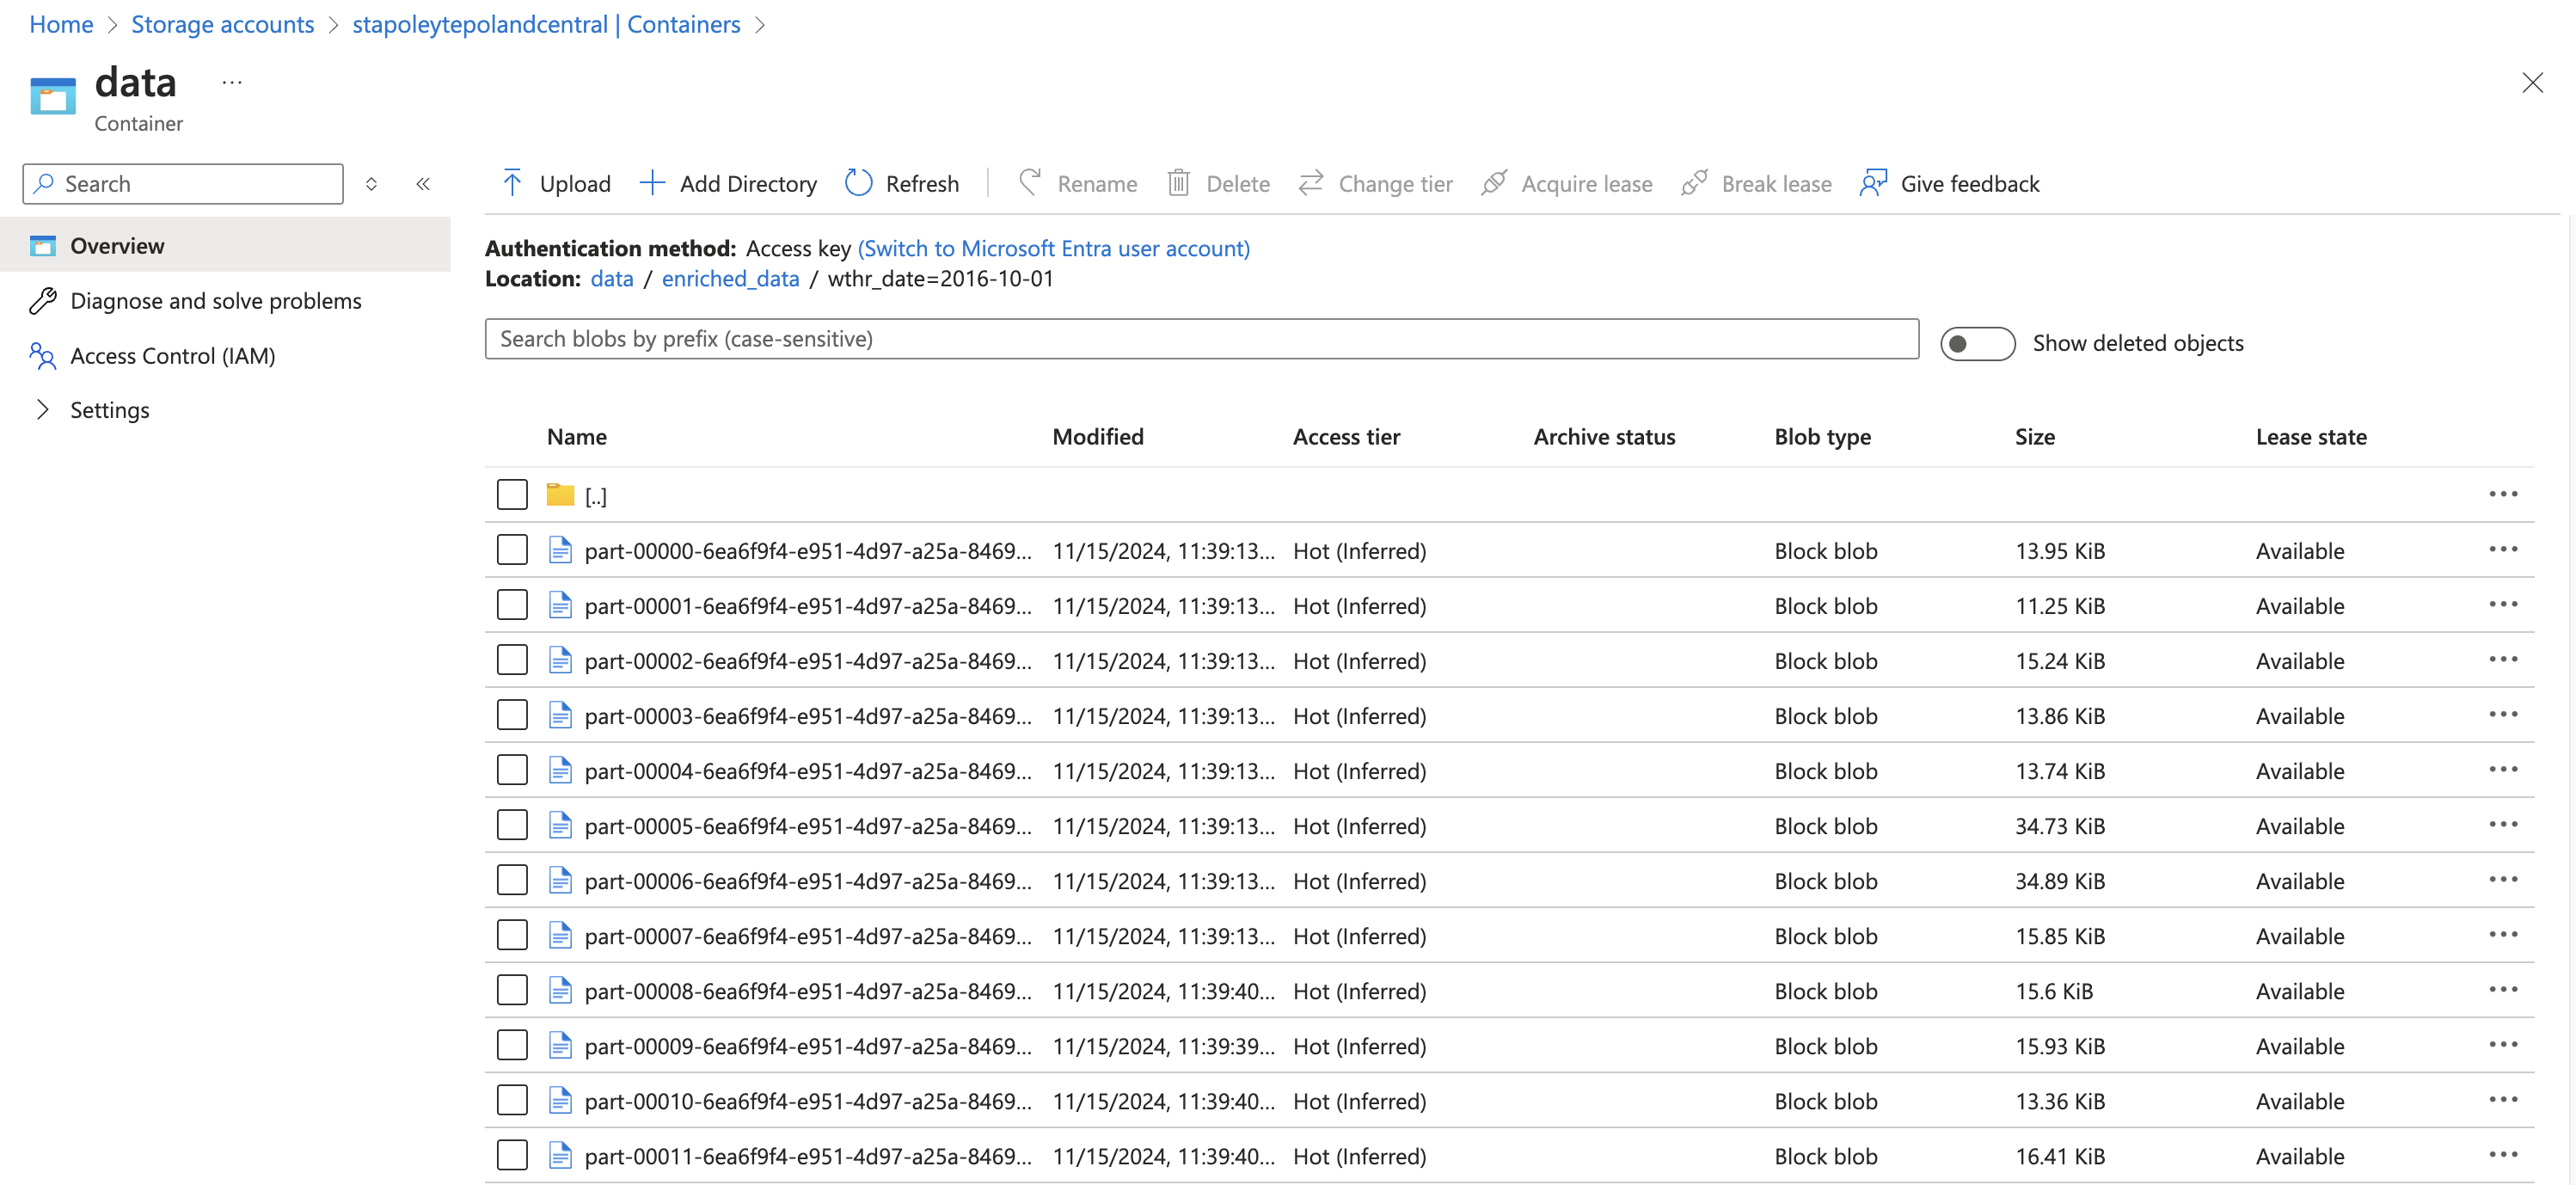 Home > Storage accounts > stapoleytepolandcentral | Containers >
data ...
Container
Search
Upload Add Directory Refresh Rename Delete Change tier Acquire lease Break lease Give feedback
Overview
Diagnose and solve problems
Access Control (IAM)
Settings
Authentication method: Access key (Switch to Microsoft Entra user account)
Location: data / enriched_data / wthr_date=2016-10-01
Search blobs by prefix (case-sensitive)
Show deleted objects
Name Modified Access tier Archive status Blob type Size Lease state
[..]
part-00000-6ea6f9f4-e951-4d97-a25a-8469... 11/15/2024, 11:39:13... Hot (Inferred) Block blob 13.95 KiB Available
part-00001-6ea6f9f4-e951-4d97-a25a-8469... 11/15/2024, 11:39:13... Hot (Inferred) Block blob 11.25 KiB Available
part-00002-6ea6f9f4-e951-4d97-a25a-8469... 11/15/2024, 11:39:13... Hot (Inferred) Block blob 15.24 KiB Available
part-00003-6ea6f9f4-e951-4d97-a25a-8469... 11/15/2024, 11:39:13... Hot (Inferred) Block blob 13.86 KiB Available
part-00004-6ea6f9f4-e951-4d97-a25a-8469... 11/15/2024, 11:39:13... Hot (Inferred) Block blob 13.74 KiB Available
part-00005-6ea6f9f4-e951-4d97-a25a-8469... 11/15/2024, 11:39:13... Hot (Inferred) Block blob 34.73 KiB Available
part-00006-6ea6f9f4-e951-4d97-a25a-8469... 11/15/2024, 11:39:13... Hot (Inferred) Block blob 34.89 KiB Available
part-00007-6ea6f9f4-e951-4d97-a25a-8469... 11/15/2024, 11:39:13... Hot (Inferred) Block blob 15.85 KiB Available
part-00008-6ea6f9f4-e951-4d97-a25a-8469... 11/15/2024, 11:39:40... Hot (Inferred) Block blob 15.6 KiB Available
part-00009-6ea6f9f4-e951-4d97-a25a-8469... 11/15/2024, 11:39:39... Hot (Inferred) Block blob 15.93 KiB Available
part-00010-6ea6f9f4-e951-4d97-a25a-8469... 11/15/2024, 11:39:40... Hot (Inferred) Block blob 13.36 KiB Available
part-00011-6ea6f9f4-e951-4d97-a25a-8469... 11/15/2024, 11:39:40... Hot (Inferred) Block blob 16.41 KiB Available